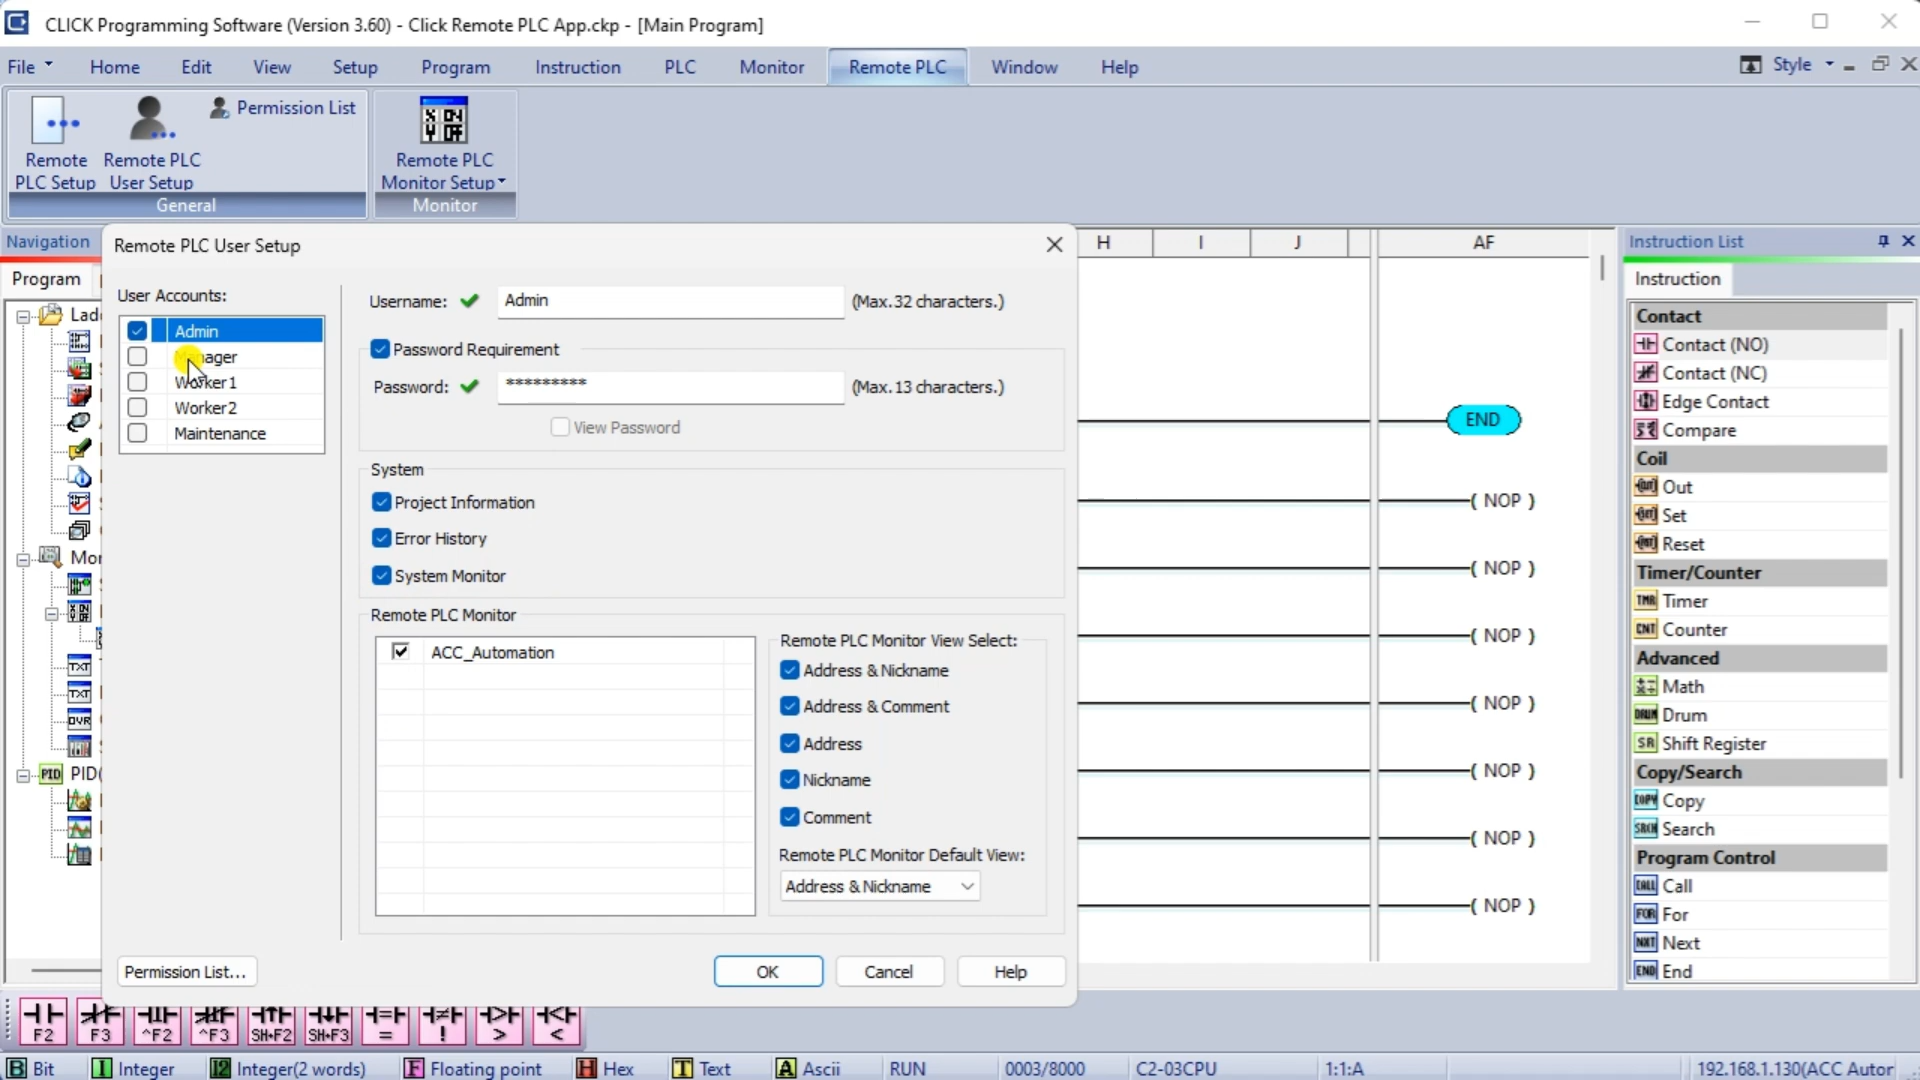 CLICK Programming Software (Version 3.60) - Click Remote PLC App.ckp - [Main Program]
File Home Edit View Setup Program Instruction PLC Monitor Remote PLC Window Help Style
Permission List
Remote PLC Setup
Remote PLC User Setup
Remote PLC Monitor Setup
General
Monitor
Navigation
Program
Remote PLC User Setup
User Accounts:
Admin
Worker1
Worker2
Maintenance
Username: Admin (Max.32 characters.)
Password Requirement
Password: ********* (Max.13 characters.)
View Password
System
Project Information
Error History
System Monitor
Remote PLC Monitor
ACC_Automation
Remote PLC Monitor View Select:
Address & Nickname
Address & Comment
Address
Nickname
Comment
Remote PLC Monitor Default View:
Address & Nickname
Permission List...
OK
Cancel
Help
H I J AF
END
( NOP )
( NOP )
( NOP )
( NOP )
( NOP )
( NOP )
( NOP )
Instruction List
Instruction
Contact
Contact (NO)
Contact (NC)
Edge Contact
Compare
Coil
Out
Set
Reset
Timer/Counter
Timer
Counter
Advanced
Math
Drum
Shift Register
Copy/Search
Copy
Search
Program Control
Call
For
Next
End
F2 F3 ^F2 ^F3 SH+F2 SH+F3 = ! > <
B Bit I Integer I2 Integer(2 words) F Floating point H Hex T Text A Ascii RUN 0003/8000 C2-03CPU 1:1:A 192.168.1.130(ACC Autor